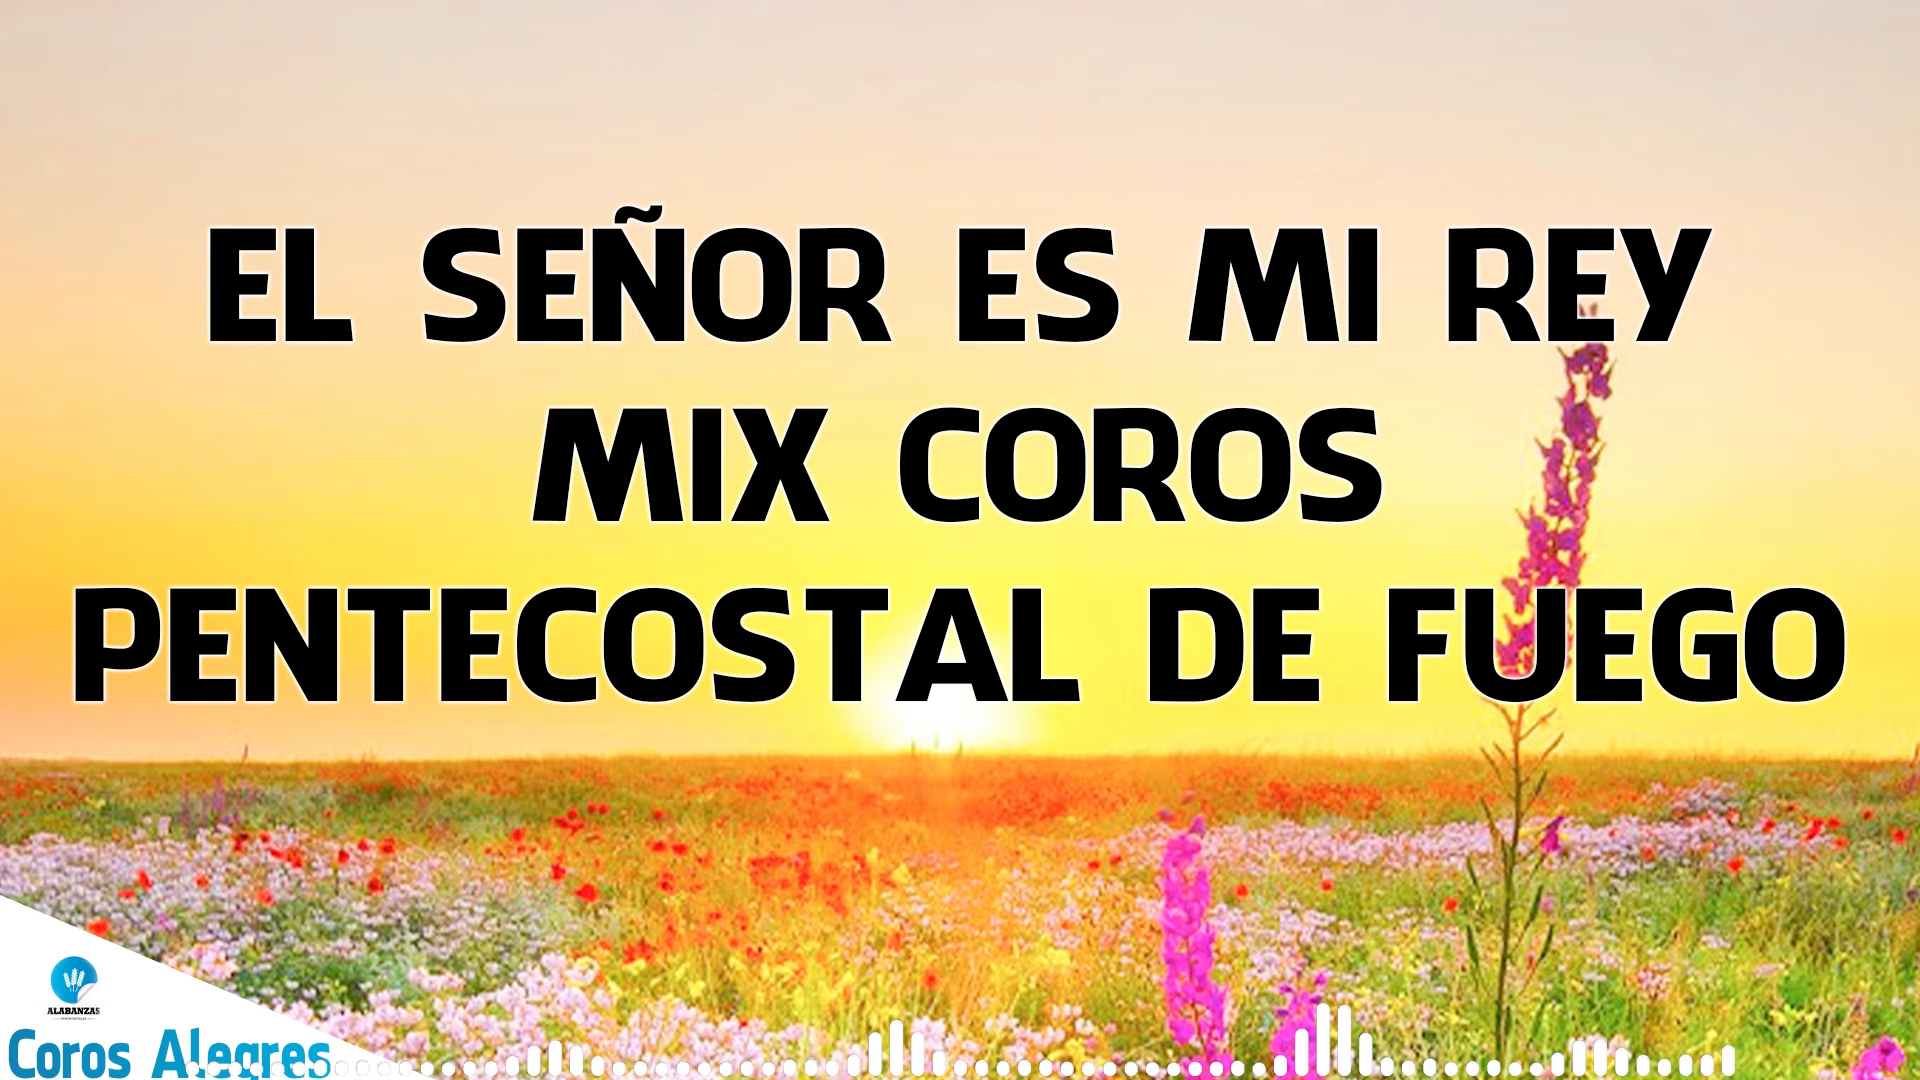 EL SEÑOR ES MI REY
MIX COROS
PENTECOSTAL DE FUEGO
ALABANZAS
Coros Alegres